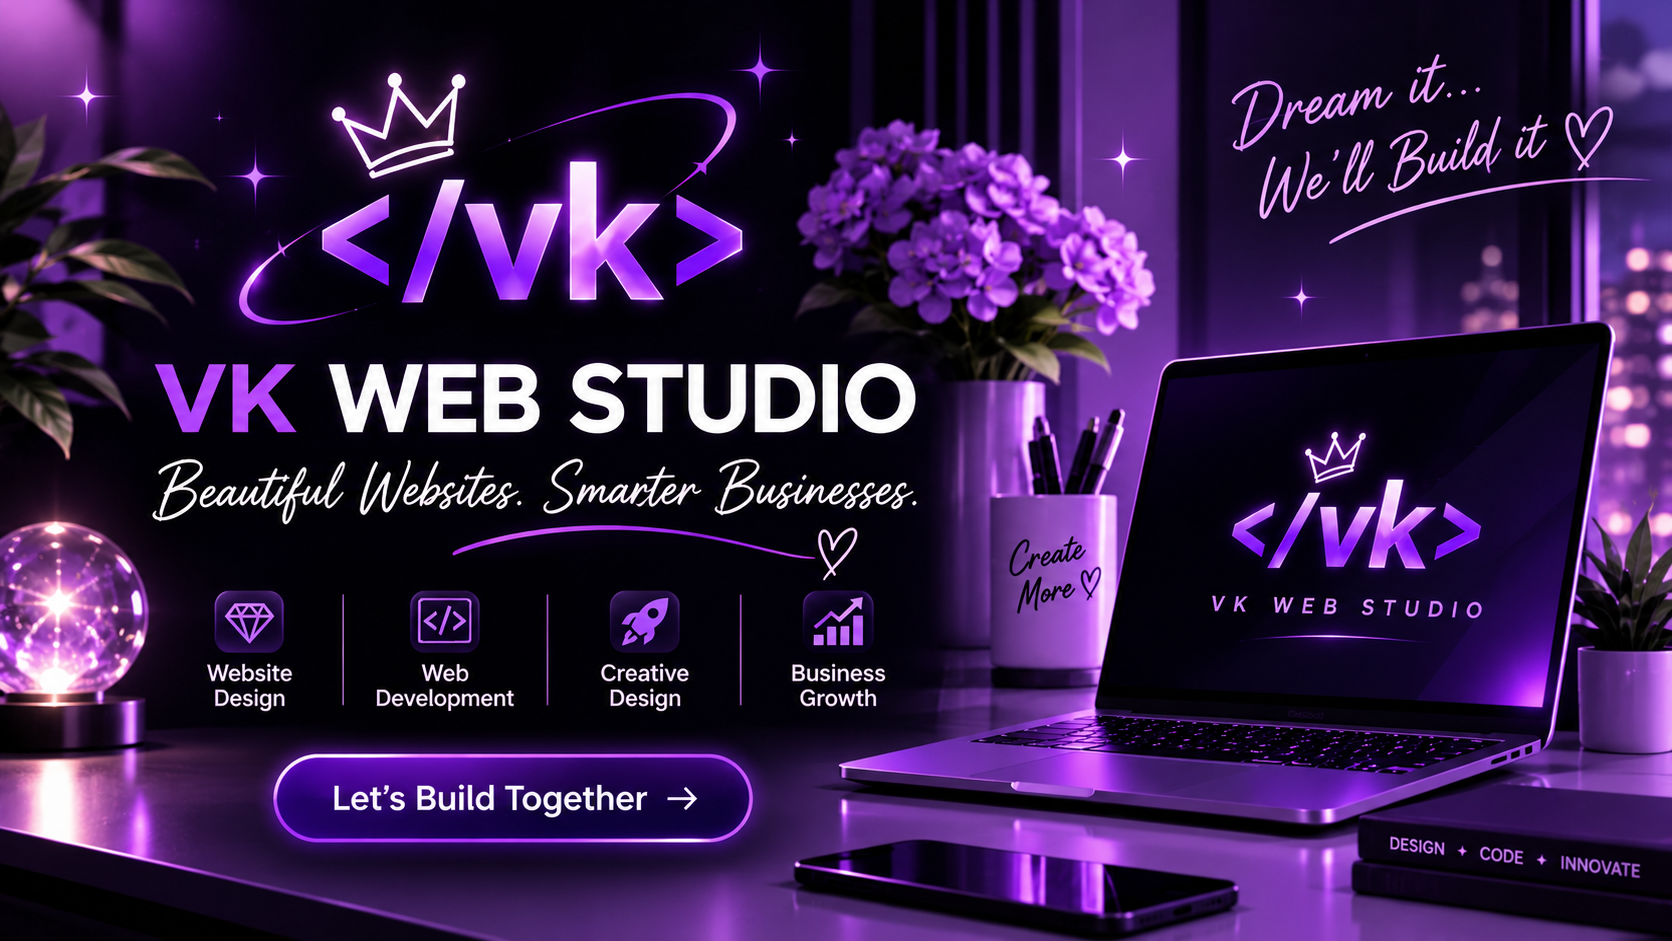 </vk>
VK WEB STUDIO
Beautiful Websites. Smarter Businesses.
Website
Design
Web
Development
Creative
Design
Business
Growth
Let's Build Together →
Dream it...
We'll Build it
Create
More
</vk>
VK WEB STUDIO
DESIGN ✦ CODE ✦ INNOVATE